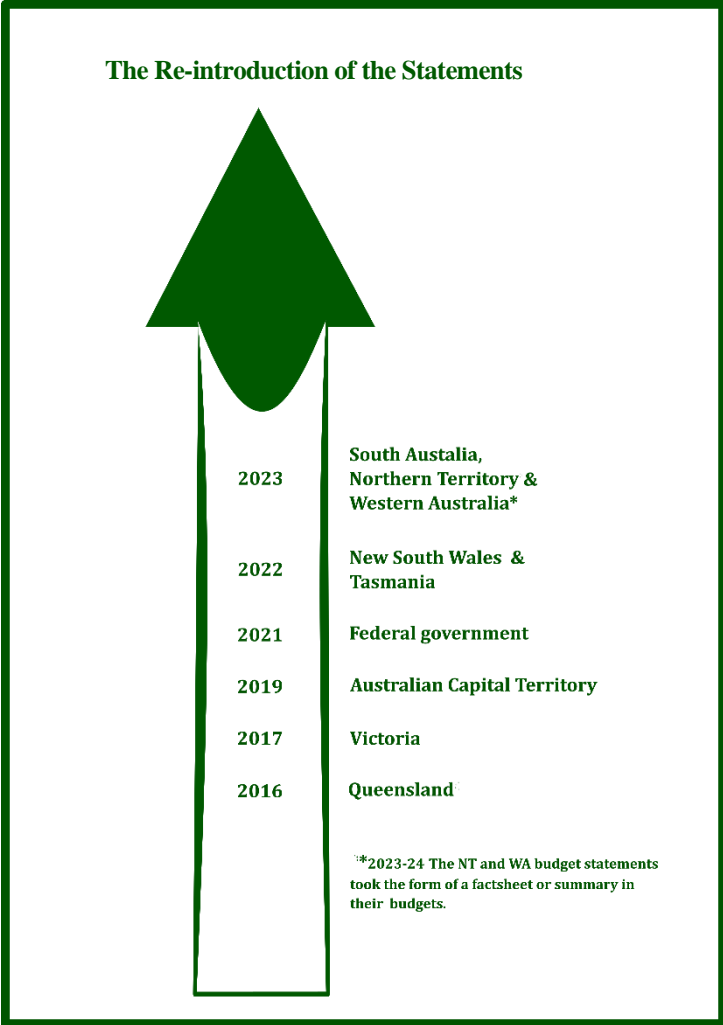 The Re-introduction of the Statements
2023
South Austalia,
Northern Territory &
Western Australia*
2022
New South Wales &
Tasmania
2021
Federal government
2019
Australian Capital Territory
2017
Victoria
2016
Queensland
*2023-24 The NT and WA budget statements
took the form of a factsheet or summary in
their budgets.